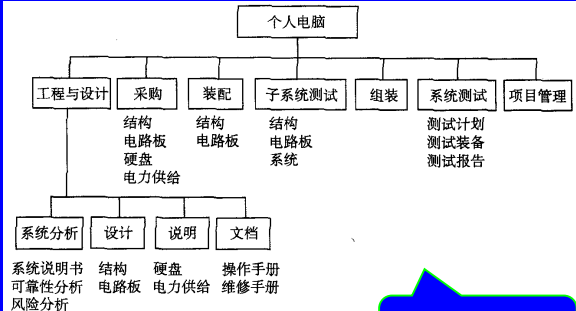 个人电脑
工程与设计 采购 装配 子系统测试 组装 系统测试 项目管理
结构 结构 结构 测试计划
电路板 电路板 电路板 测试装备
硬盘 系统 测试报告
电力供给
系统分析 设计 说明 文档
系统说明书 结构 硬盘 操作手册
可靠性分析 电路板 电力供给 维修手册
风险分析